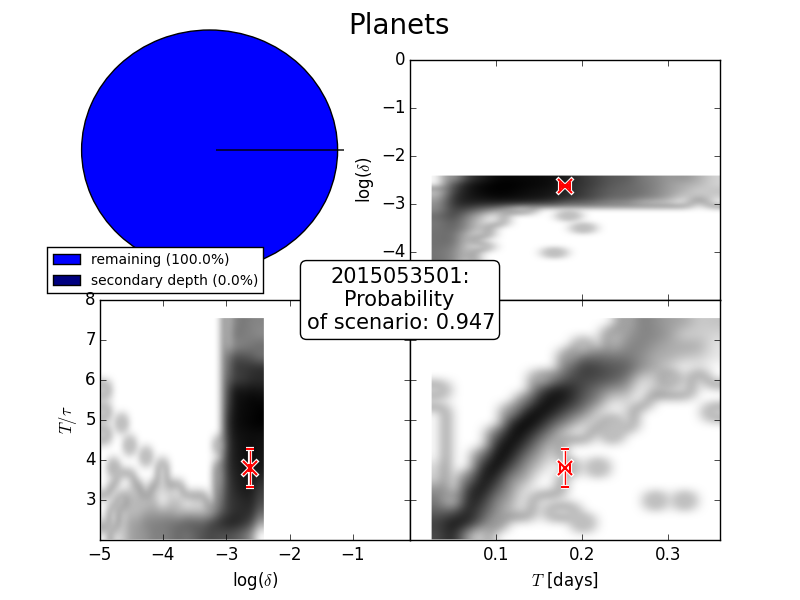 Planets
remaining (100.0%)
secondary depth (0.0%)
0
−1
−2
−3
−4
log(δ)
2015053501:
Probability
of scenario: 0.947
8
7
6
5
4
3
T/τ
−5
−4
−3
−2
−1
log(δ)
0.1
0.2
0.3
T [days]